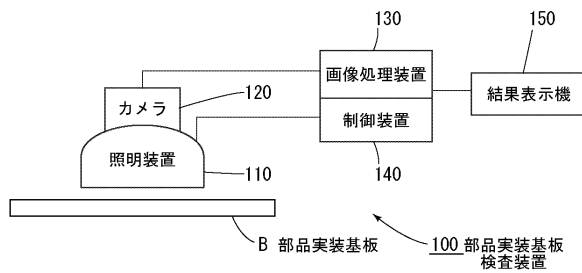 130
150
画像処理装置
カメラ
120
結果表示機
制御装置
照明装置
110
140
B 部品実装基板
100 部品実装基板
検査装置